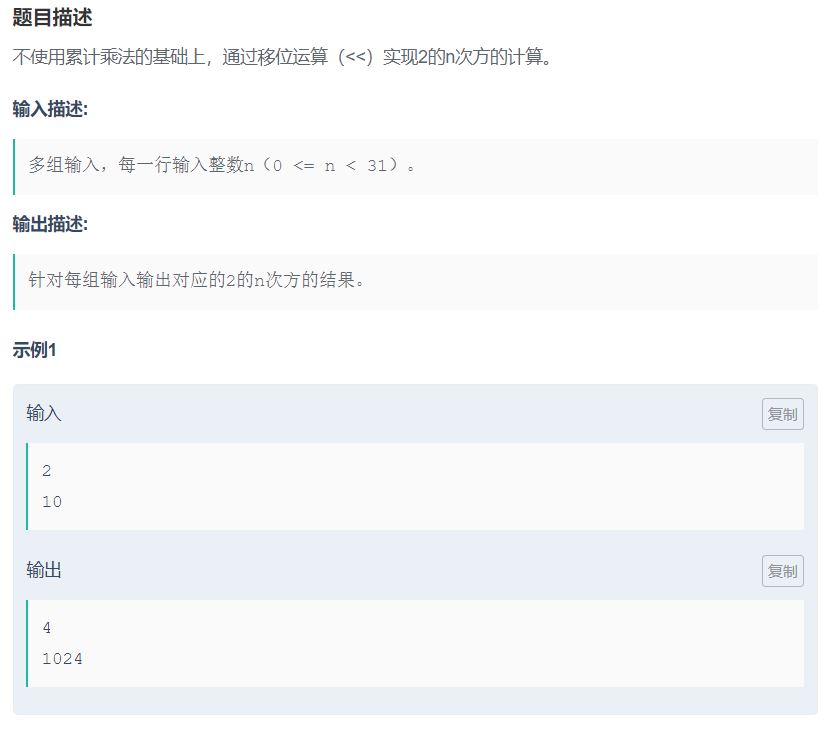 题目描述
不使用累计乘法的基础上，通过移位运算（<<）实现2的n次方的计算。
输入描述:
多组输入，每一行输入整数n（0 <= n < 31）。
输出描述:
针对每组输入输出对应的2的n次方的结果。
示例1
输入
复制
2
10
输出
复制
4
1024